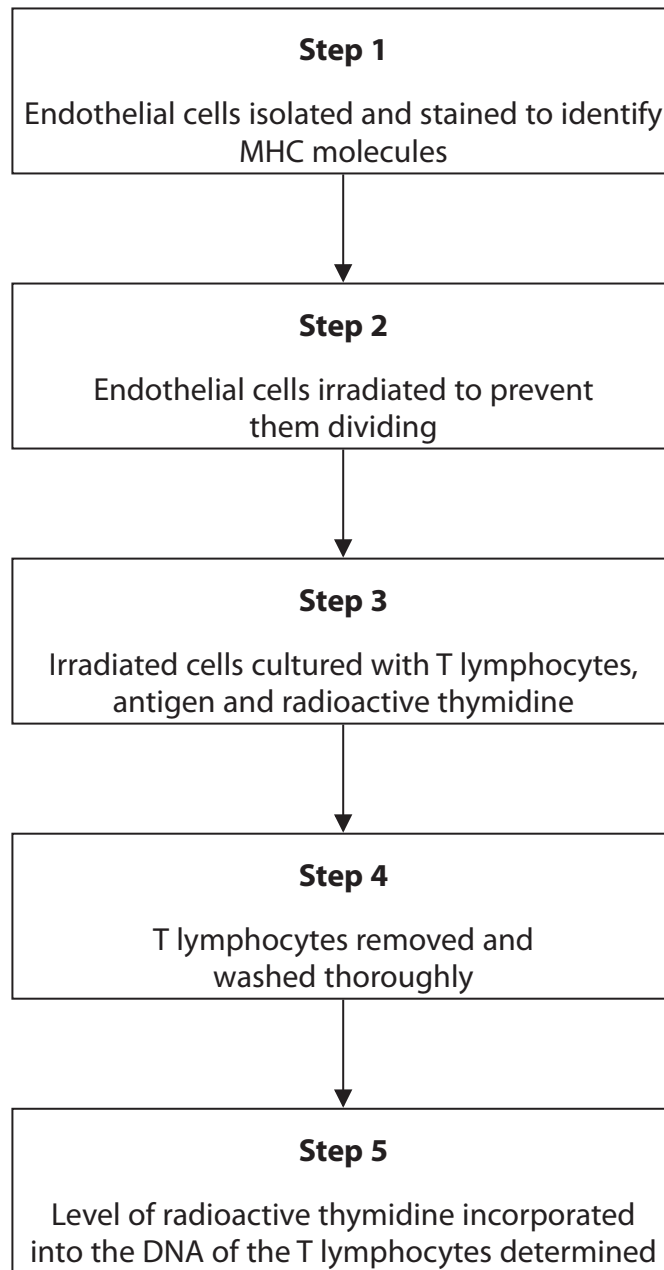 Step 1
Endothelial cells isolated and stained to identify
MHC molecules
Step 2
Endothelial cells irradiated to prevent
them dividing
Step 3
Irradiated cells cultured with T lymphocytes,
antigen and radioactive thymidine
Step 4
T lymphocytes removed and
washed thoroughly
Step 5
Level of radioactive thymidine incorporated
into the DNA of the T lymphocytes determined